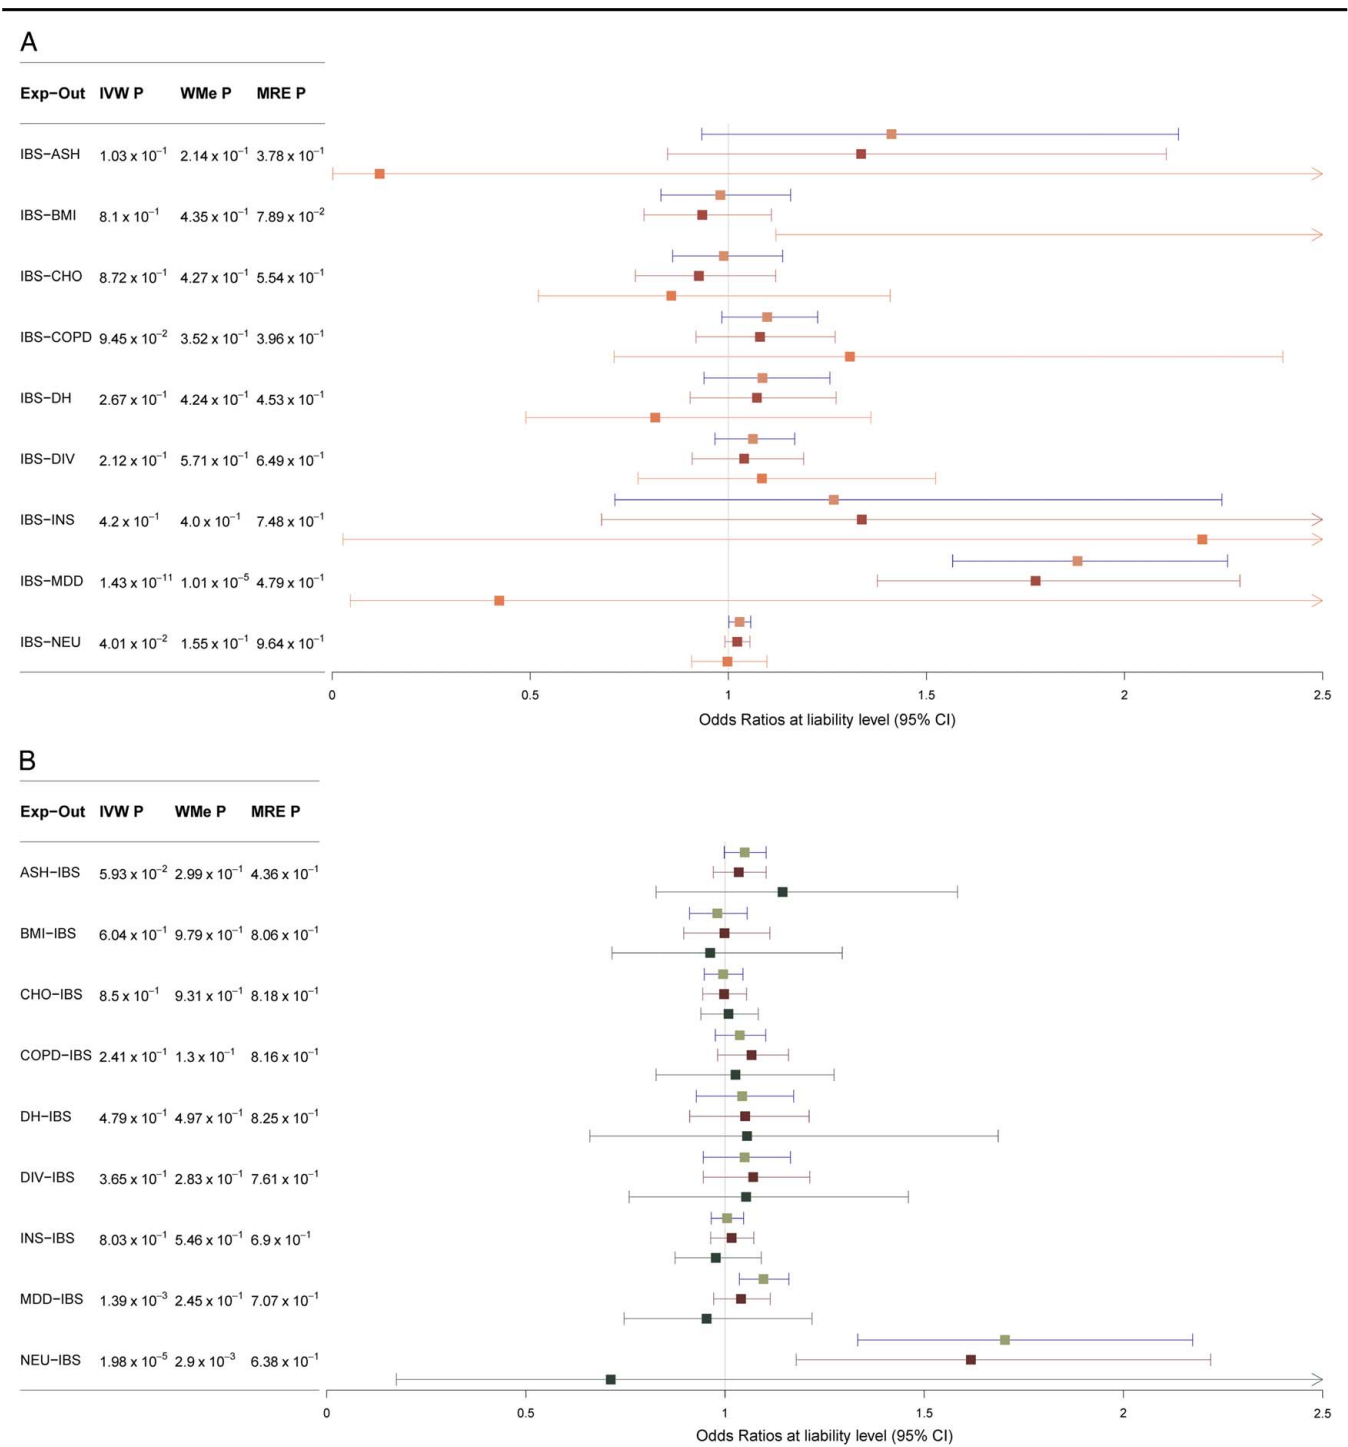 A
Exp−Out IVW P WMe P MRE P
IBS−ASH 1.03 x 10⁻¹ 2.14 x 10⁻¹ 3.78 x 10⁻¹
IBS−BMI 8.1 x 10⁻¹ 4.35 x 10⁻¹ 7.89 x 10⁻²
IBS−CHO 8.72 x 10⁻¹ 4.27 x 10⁻¹ 5.54 x 10⁻¹
IBS−COPD 9.45 x 10⁻² 3.52 x 10⁻¹ 3.96 x 10⁻¹
IBS−DH 2.67 x 10⁻¹ 4.24 x 10⁻¹ 4.53 x 10⁻¹
IBS−DIV 2.12 x 10⁻¹ 5.71 x 10⁻¹ 6.49 x 10⁻¹
IBS−INS 4.2 x 10⁻¹ 4.0 x 10⁻¹ 7.48 x 10⁻¹
IBS−MDD 1.43 x 10⁻¹¹ 1.01 x 10⁻⁵ 4.79 x 10⁻¹
IBS−NEU 4.01 x 10⁻² 1.55 x 10⁻¹ 9.64 x 10⁻¹
0 0.5 1 1.5 2 2.5
Odds Ratios at liability level (95% CI)
B
Exp−Out IVW P WMe P MRE P
ASH−IBS 5.93 x 10⁻² 2.99 x 10⁻¹ 4.36 x 10⁻¹
BMI−IBS 6.04 x 10⁻¹ 9.79 x 10⁻¹ 8.06 x 10⁻¹
CHO−IBS 8.5 x 10⁻¹ 9.31 x 10⁻¹ 8.18 x 10⁻¹
COPD−IBS 2.41 x 10⁻¹ 1.3 x 10⁻¹ 8.16 x 10⁻¹
DH−IBS 4.79 x 10⁻¹ 4.97 x 10⁻¹ 8.25 x 10⁻¹
DIV−IBS 3.65 x 10⁻¹ 2.83 x 10⁻¹ 7.61 x 10⁻¹
INS−IBS 8.03 x 10⁻¹ 5.46 x 10⁻¹ 6.9 x 10⁻¹
MDD−IBS 1.39 x 10⁻³ 2.45 x 10⁻¹ 7.07 x 10⁻¹
NEU−IBS 1.98 x 10⁻⁵ 2.9 x 10⁻³ 6.38 x 10⁻¹
0 0.5 1 1.5 2 2.5
Odds Ratios at liability level (95% CI)